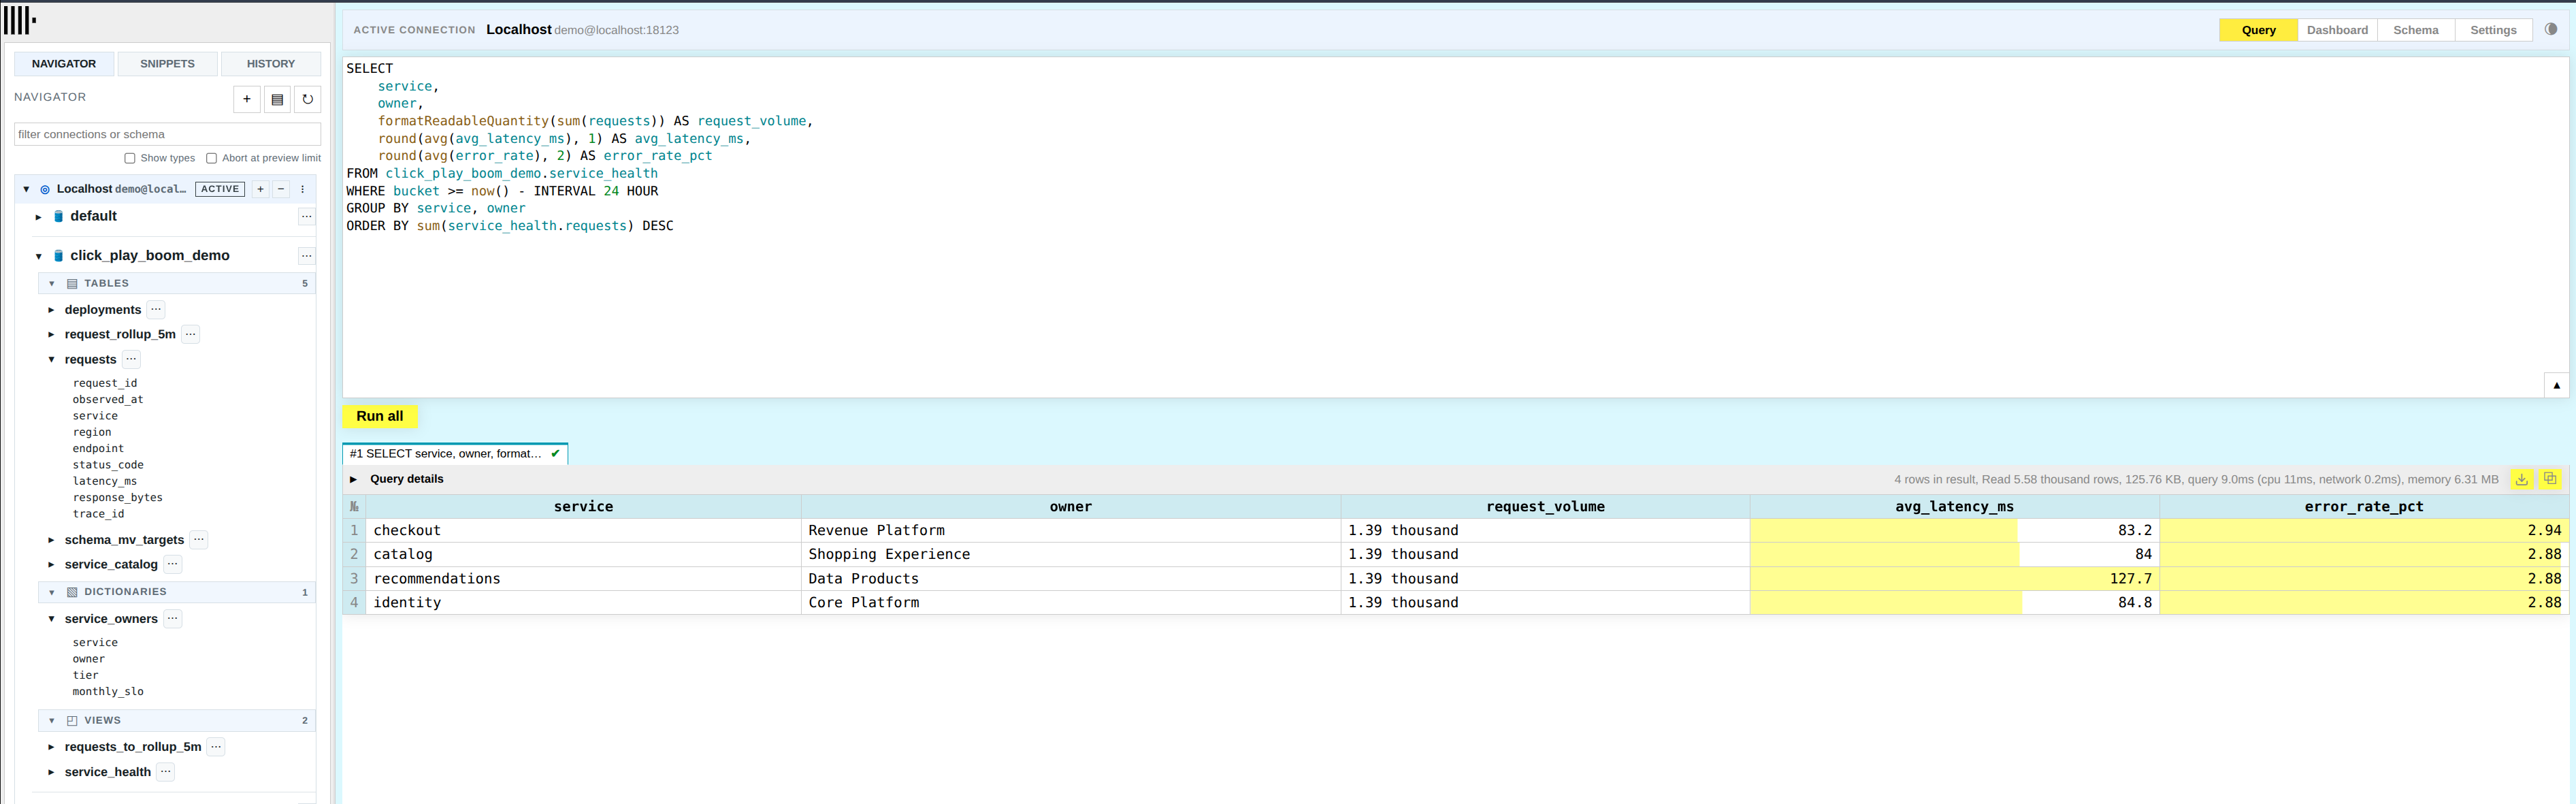 NAVIGATOR SNIPPETS HISTORY
NAVIGATOR + ▤ ↻
filter connections or schema
Show types Abort at preview limit
▼ ◎ Localhost demo@local… ACTIVE + − ⋮
▶ default ⋯
▼ click_play_boom_demo ⋯
▼ ▤ TABLES 5
▶ deployments ⋯
▶ request_rollup_5m ⋯
▼ requests ⋯
request_id
observed_at
service
region
endpoint
status_code
latency_ms
response_bytes
trace_id
▶ schema_mv_targets ⋯
▶ service_catalog ⋯
▼ ▧ DICTIONARIES 1
▼ service_owners ⋯
service
owner
tier
monthly_slo
▼ ◰ VIEWS 2
▶ requests_to_rollup_5m ⋯
▶ service_health ⋯
ACTIVE CONNECTION Localhost demo@localhost:18123 Query Dashboard Schema Settings
SELECT
    service,
    owner,
    formatReadableQuantity(sum(requests)) AS request_volume,
    round(avg(avg_latency_ms), 1) AS avg_latency_ms,
    round(avg(error_rate), 2) AS error_rate_pct
FROM click_play_boom_demo.service_health
WHERE bucket >= now() - INTERVAL 24 HOUR
GROUP BY service, owner
ORDER BY sum(service_health.requests) DESC
▲
Run all
#1 SELECT service, owner, format… ✔
▶ Query details 4 rows in result, Read 5.58 thousand rows, 125.76 KB, query 9.0ms (cpu 11ms, network 0.2ms), memory 6.31 MB
№ service owner request_volume avg_latency_ms error_rate_pct
1 checkout Revenue Platform 1.39 thousand 83.2 2.94
2 catalog Shopping Experience 1.39 thousand 84 2.88
3 recommendations Data Products 1.39 thousand 127.7 2.88
4 identity Core Platform 1.39 thousand 84.8 2.88